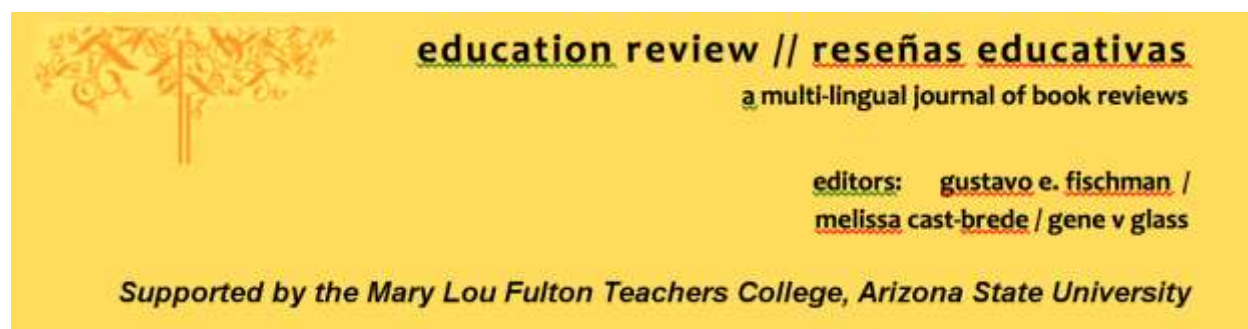 education review // reseñas educativas
a multi-lingual journal of book reviews
editors: gustavo e. fischman /
melissa cast-brede / gene v glass
Supported by the Mary Lou Fulton Teachers College, Arizona State University